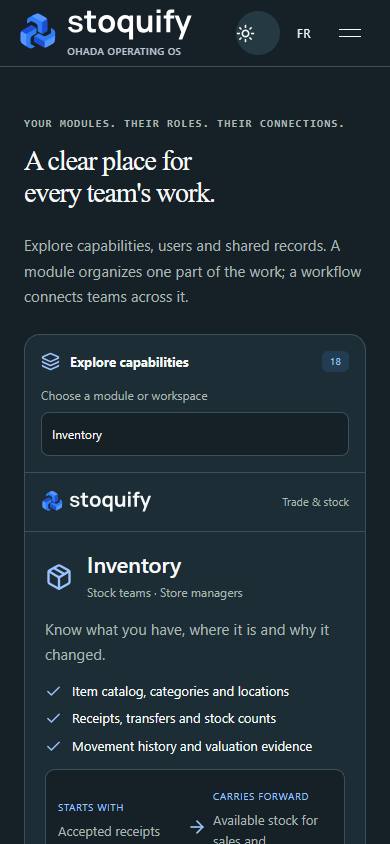 stoquify
OHADA OPERATING OS
FR
YOUR MODULES. THEIR ROLES. THEIR CONNECTIONS.
A clear place for
every team's work.
Explore capabilities, users and shared records. A
module organizes one part of the work; a workflow
connects teams across it.
Explore capabilities
18
Choose a module or workspace
Inventory
stoquify
Trade & stock
Inventory
Stock teams · Store managers
Know what you have, where it is and why it
changed.
Item catalog, categories and locations
Receipts, transfers and stock counts
Movement history and valuation evidence
STARTS WITH
Accepted receipts
CARRIES FORWARD
Available stock for
sales and